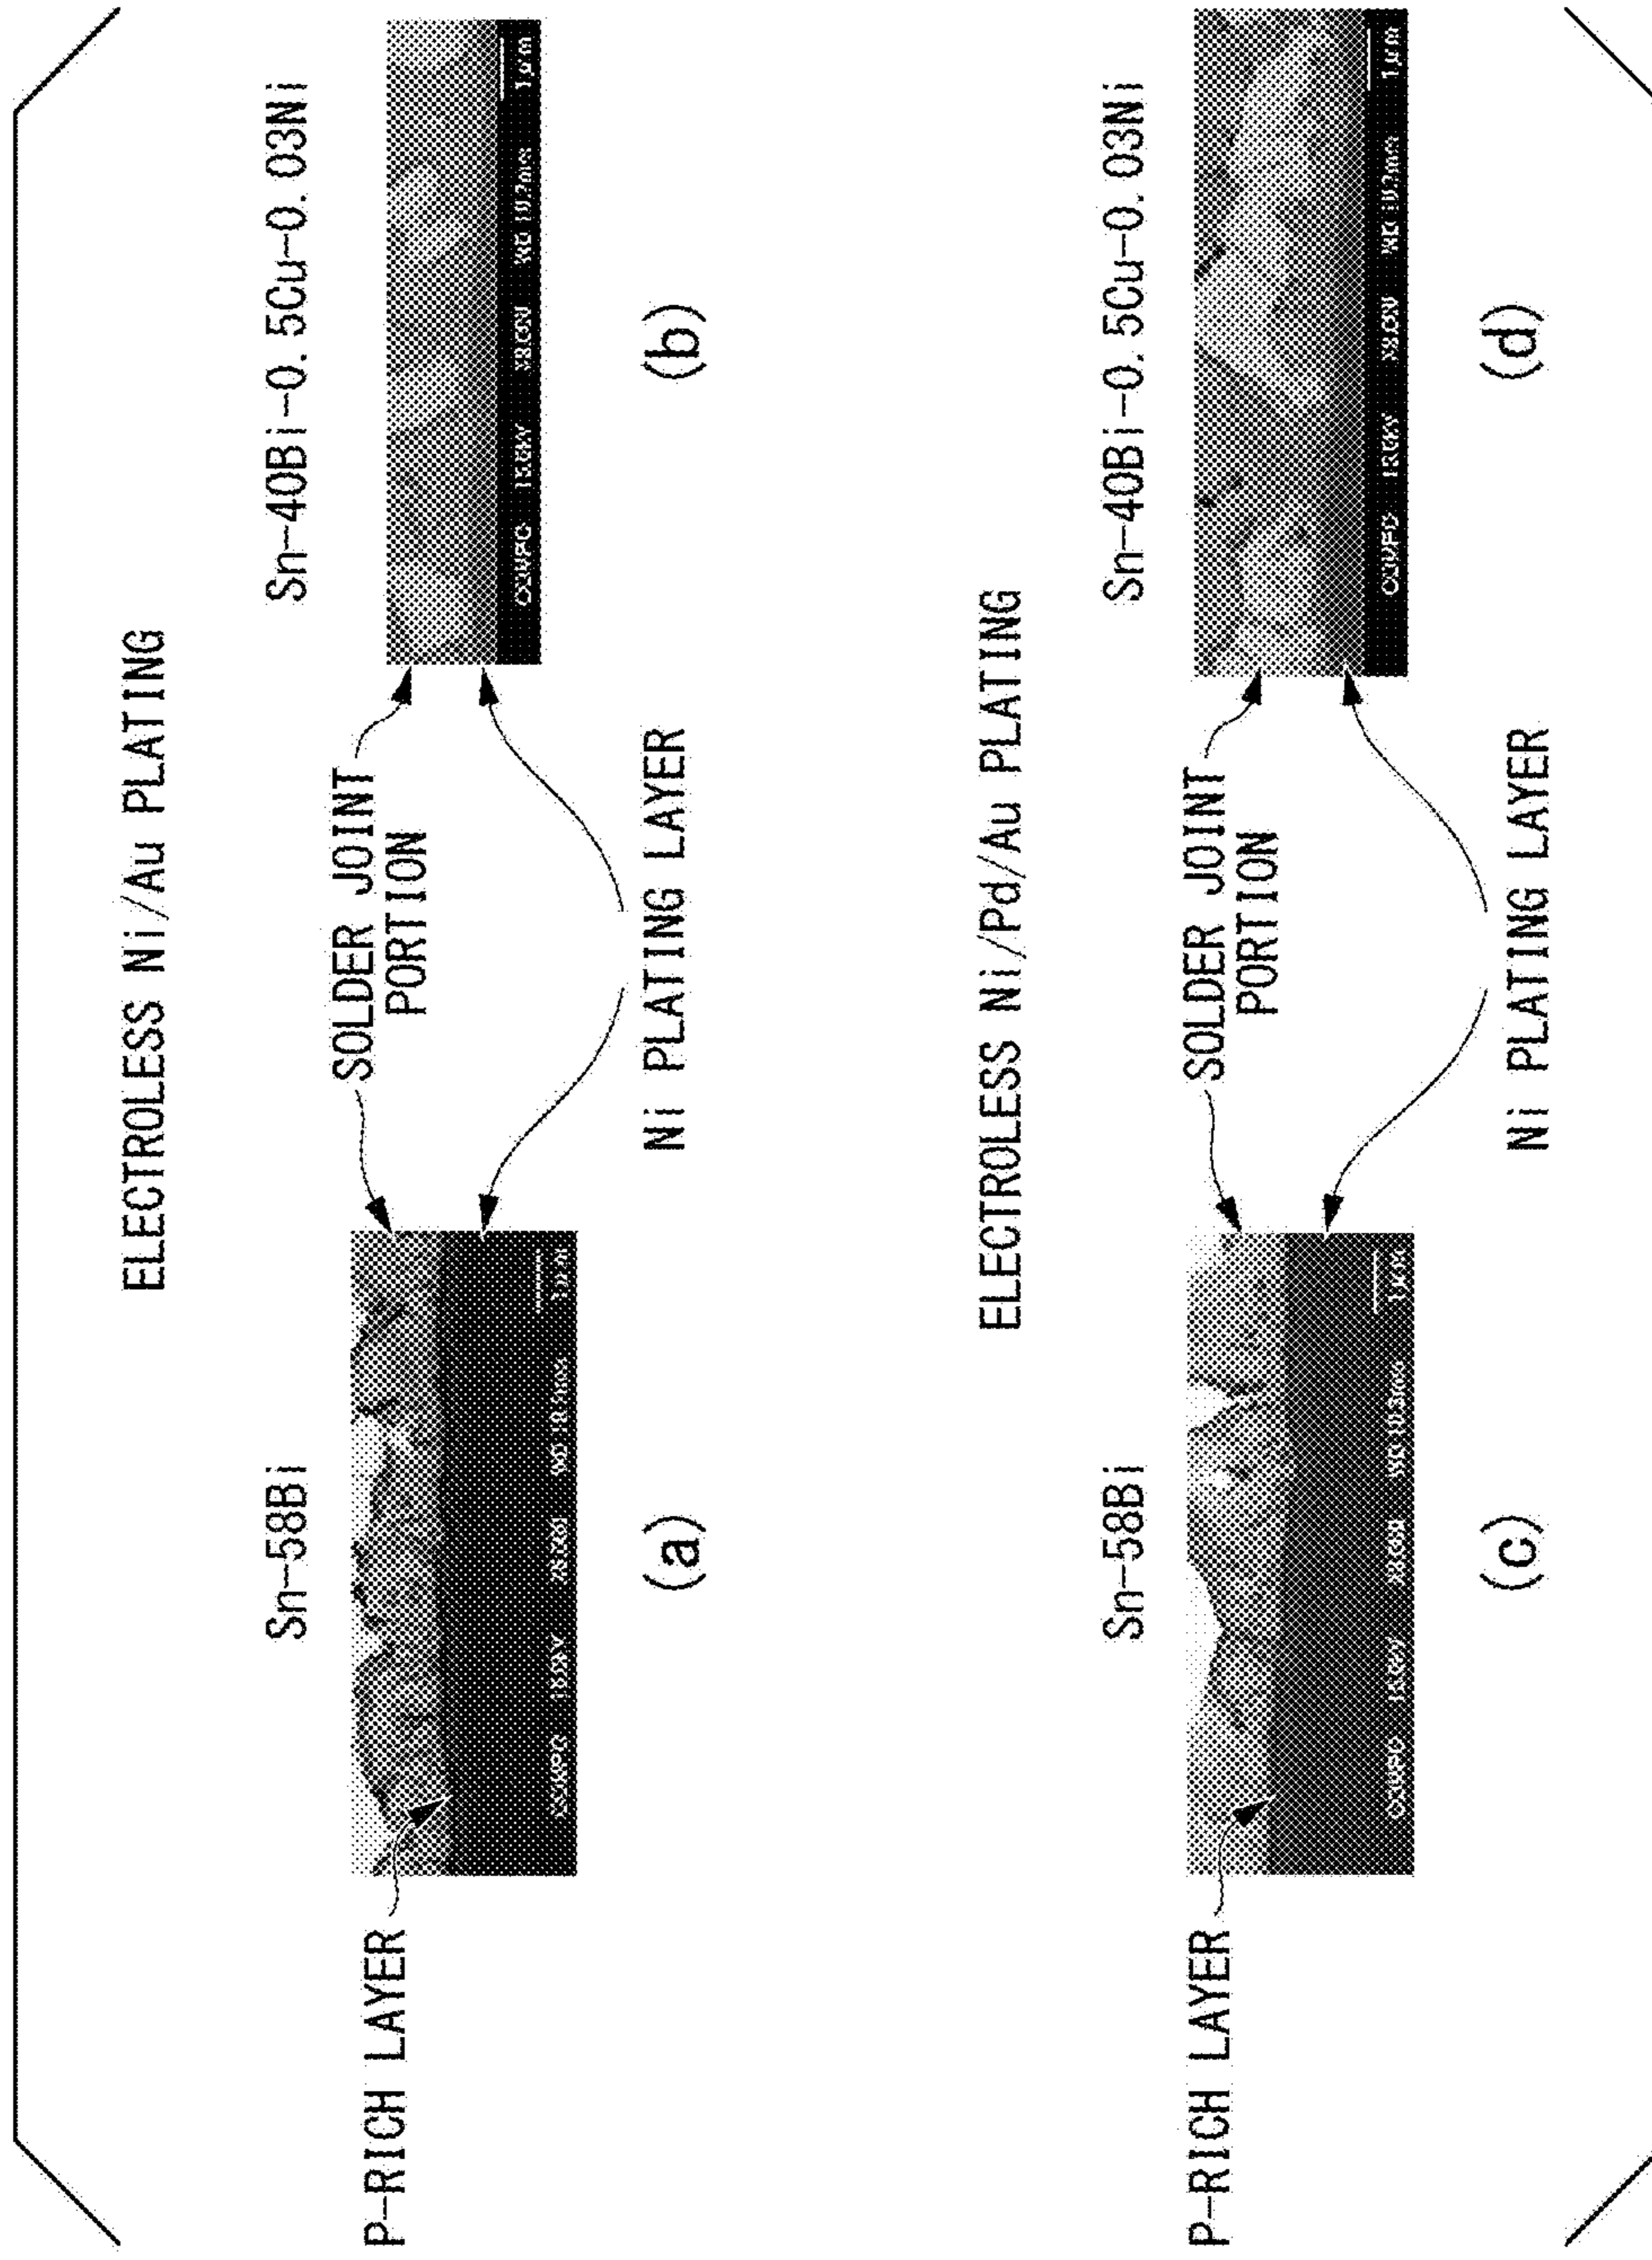 ELECTROLESS Ni/Au PLATING
Sn-58Bi
Sn-40Bi-0.5Cu-0.03Ni
P-RICH LAYER
SOLDER JOINT
PORTION
Ni PLATING LAYER
1μm
(a)
(b)
ELECTROLESS Ni/Pd/Au PLATING
Sn-58Bi
Sn-40Bi-0.5Cu-0.03Ni
P-RICH LAYER
SOLDER JOINT
PORTION
Ni PLATING LAYER
1μm
(c)
(d)